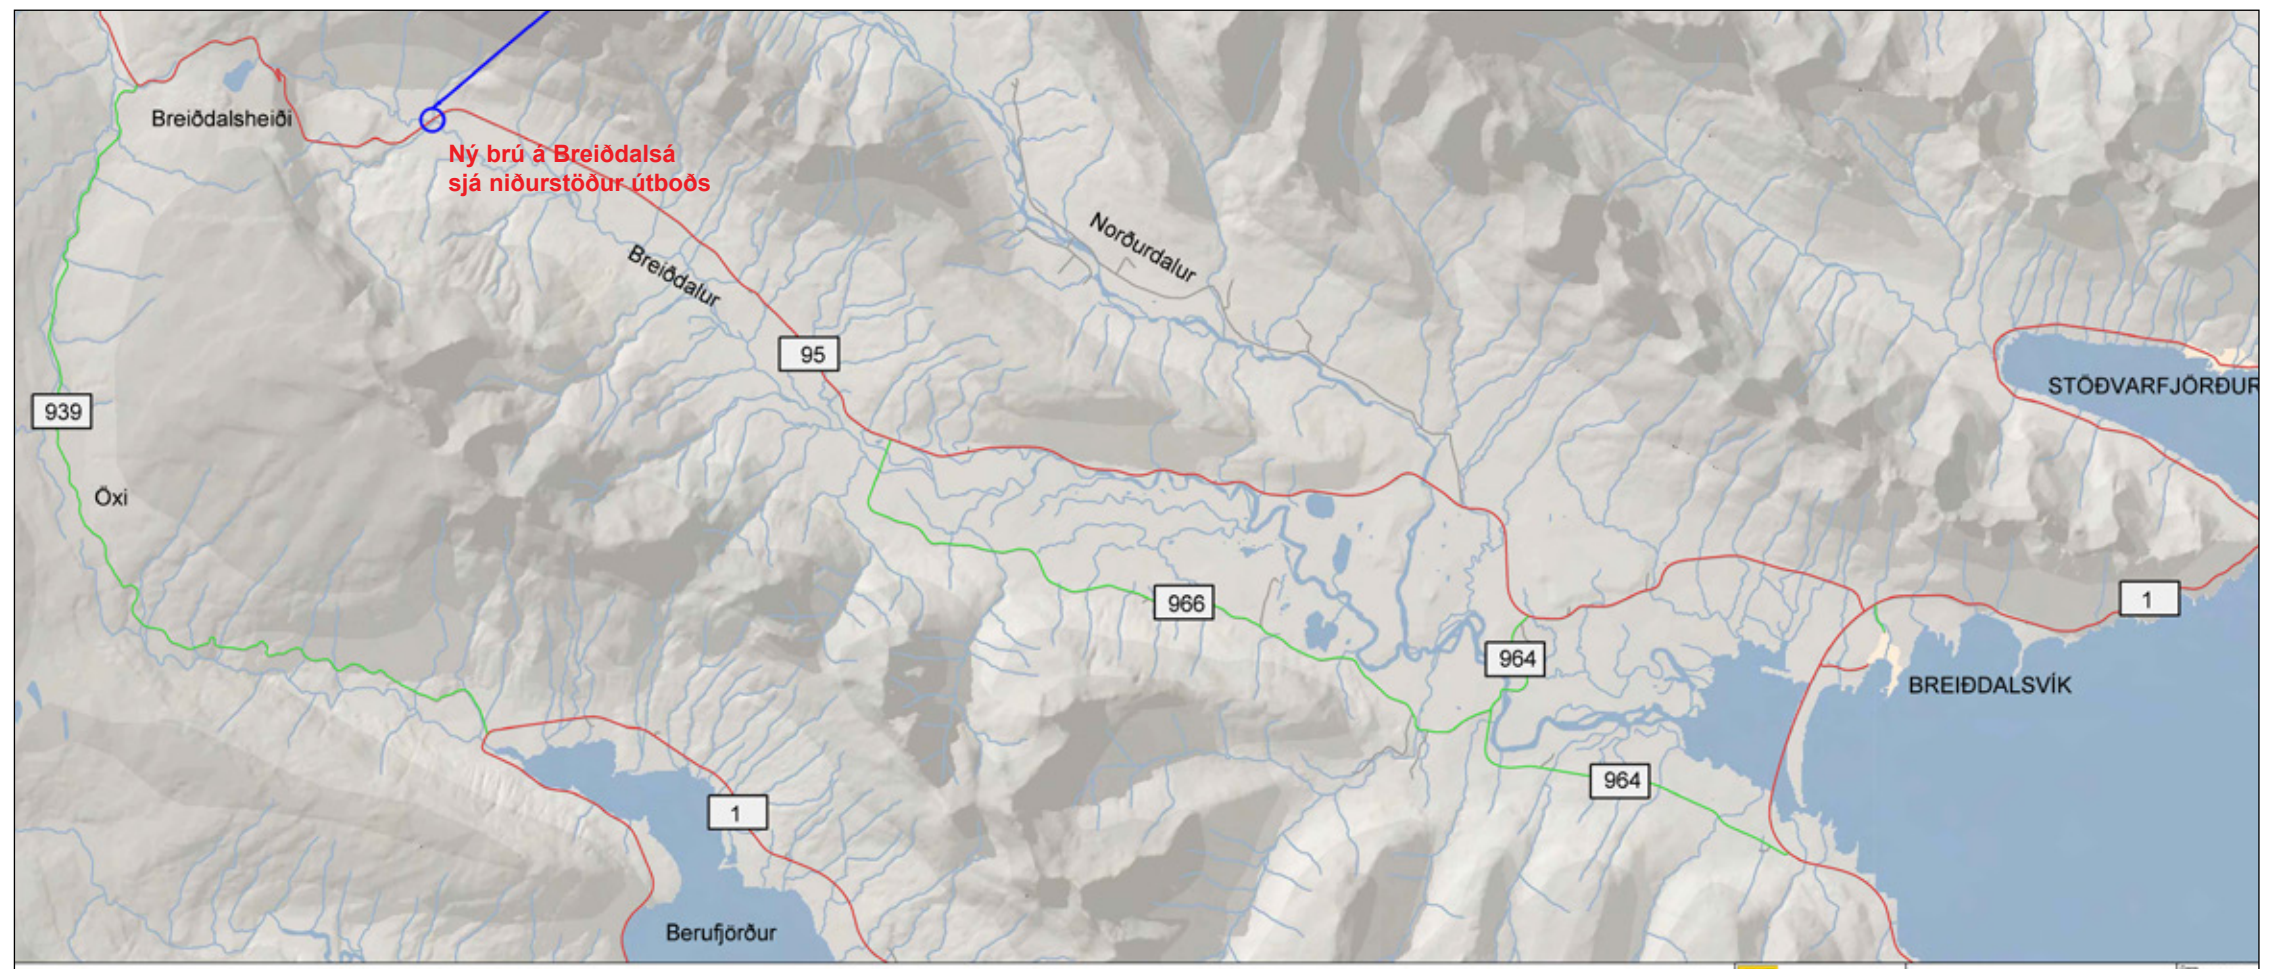 Breiðdalsheiði
Ný brú á Breiðdalsá
sjá niðurstöður útboðs
Norðurdalur
Breiðdalur
95
STÖÐVARFJÖRÐUR
939
Öxi
966
1
964
BREIÐDALSVÍK
964
1
Berufjörður